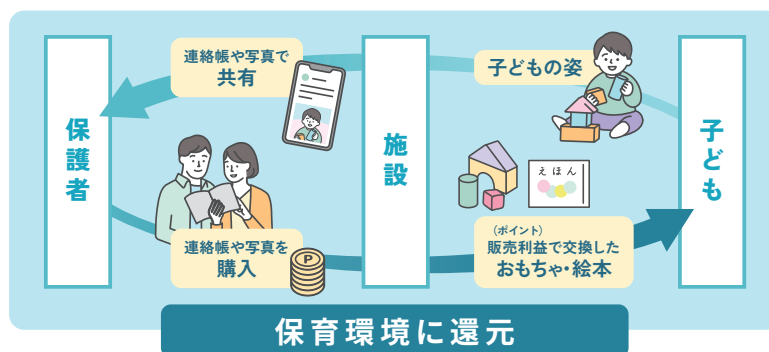 保護者
連絡帳や写真で
共有
施設
子どもの姿
子ども
連絡帳や写真を
購入
P
えほん
(ポイント)
販売利益で交換した
おもちゃ・絵本
保育環境に還元